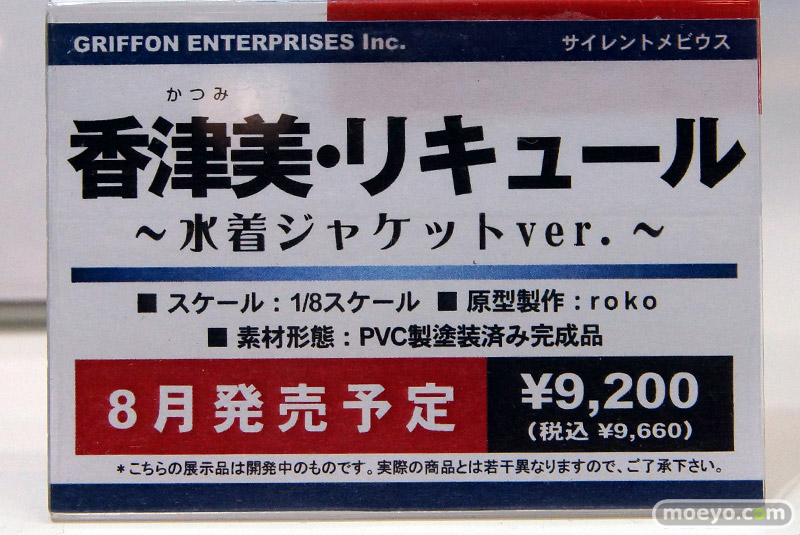 GRIFFON ENTERPRISES Inc. サイレントメビウス
かつみ
香津美・リキュール
～水着ジャケットver.～
■ スケール：1/8スケール ■ 原型製作：roko
■ 素材形態：PVC製塗装済み完成品
8月発売予定 ¥9,200
(税込 ¥9,660)
＊こちらの展示品は開発中のものです。実際の商品とは若干異なりますので、ご了承下さい。
moeyo.com